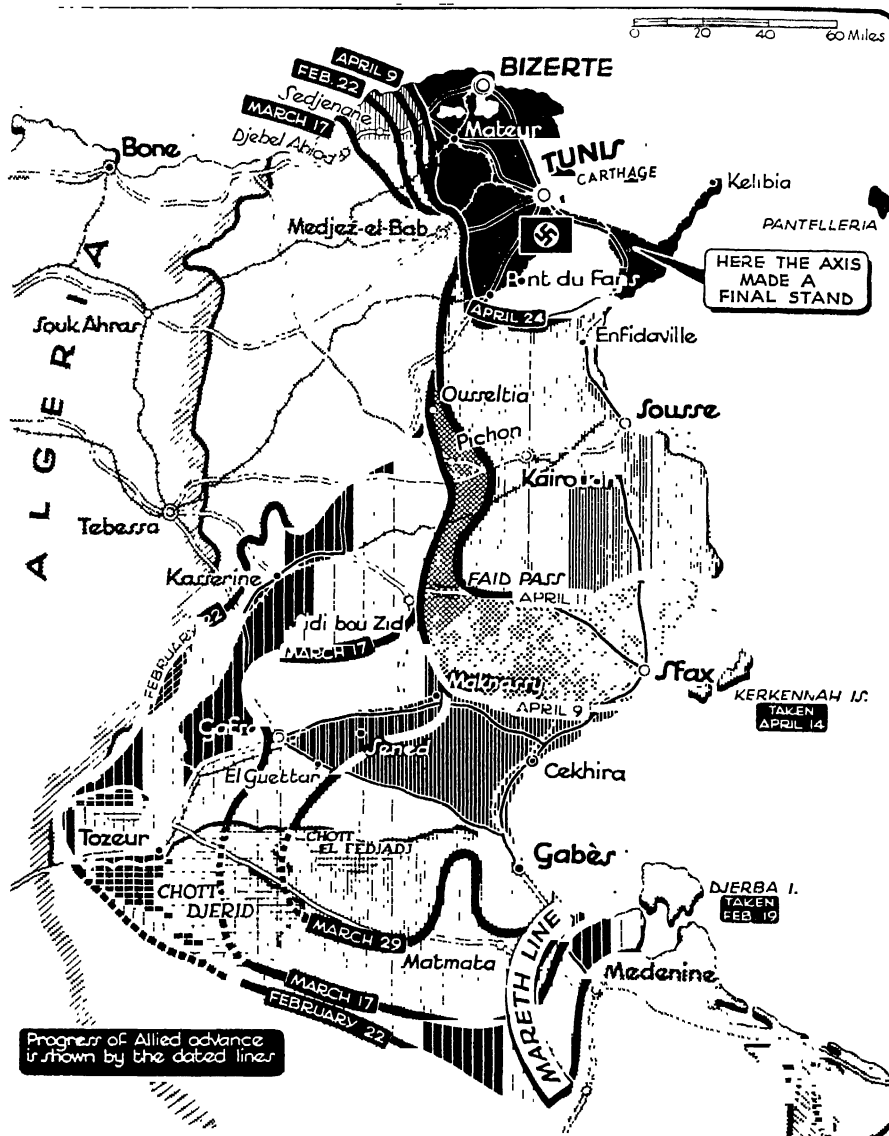 0 20 40 60 Miles
APRIL 9
FEB. 22
Sedjenane
MARCH 17
Djebel Abiod
BIZERTE
Mateur
Bone
TUNIS
CARTHAGE
Kelibia
PANTELLERIA
Medjez-el-Bab
HERE THE AXIS
MADE A
FINAL STAND
Pont du Fahs
APRIL 24
Souk Ahras
Enfidaville
ALGERIA
Ousseltia
Pichon
Sousse
Kairo
Tebessa
Kasserine
FAID PASS
APRIL 11
FEBRUARY 22
idi bou Zid
MARCH 17
Maknassy
Sfax
KERKENNAH IS.
TAKEN
APRIL 14
APRIL 9
Gafsa
Sened
El Guettar
Cekhira
Tozeur
CHOTT
EL FEDJADJ
Gabès
CHOTT
DJERID
DJERBA I.
TAKEN
FEB. 19
MARCH 29
Matmata
MARETH LINE
Medenine
MARCH 17
FEBRUARY 22
Progress of Allied advance
is shown by the dated lines